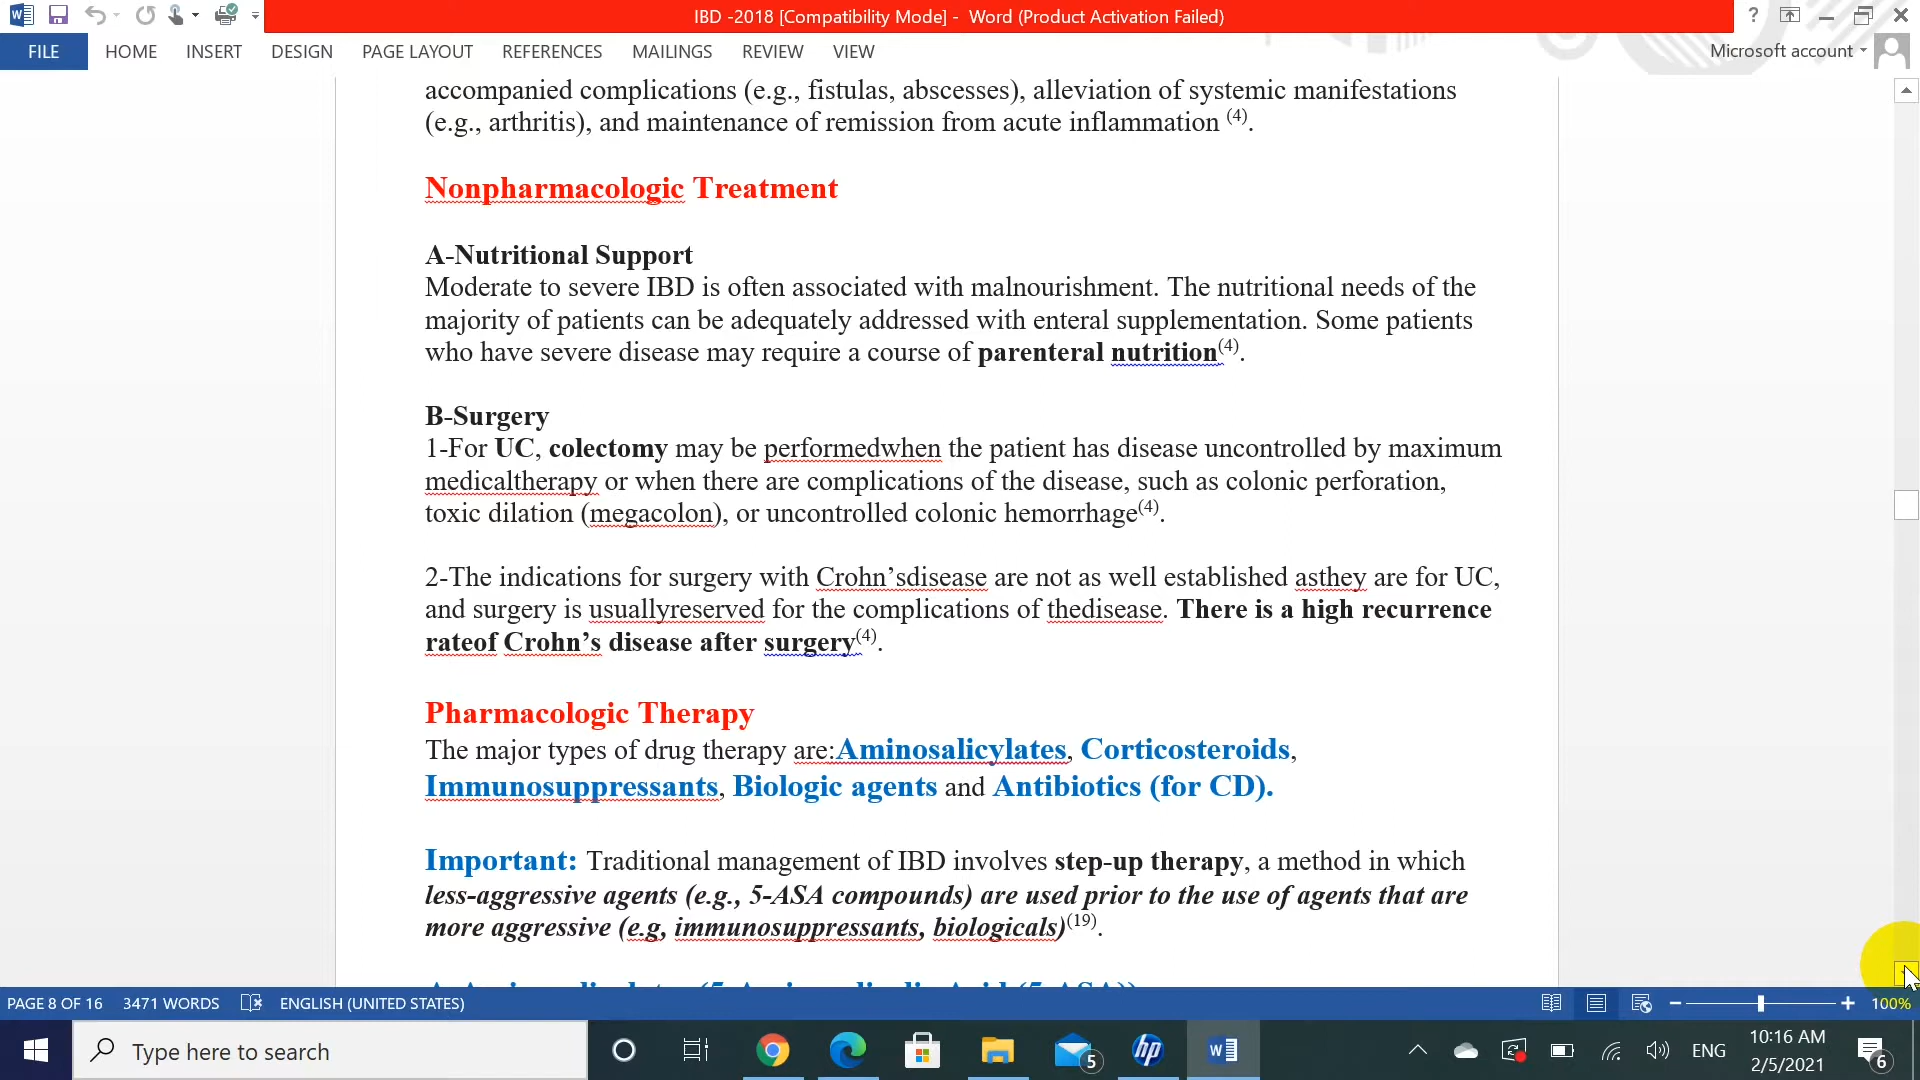 IBD -2018 [Compatibility Mode] - Word (Product Activation Failed)
?
FILE HOME INSERT DESIGN PAGE LAYOUT REFERENCES MAILINGS REVIEW VIEW Microsoft account
accompanied complications (e.g., fistulas, abscesses), alleviation of systemic manifestations
(e.g., arthritis), and maintenance of remission from acute inflammation (4).
Nonpharmacologic Treatment
A-Nutritional Support
Moderate to severe IBD is often associated with malnourishment. The nutritional needs of the
majority of patients can be adequately addressed with enteral supplementation. Some patients
who have severe disease may require a course of parenteral nutrition(4).
B-Surgery
1-For UC, colectomy may be performedwhen the patient has disease uncontrolled by maximum
medicaltherapy or when there are complications of the disease, such as colonic perforation,
toxic dilation (megacolon), or uncontrolled colonic hemorrhage(4).
2-The indications for surgery with Crohn’sdisease are not as well established asthey are for UC,
and surgery is usuallyreserved for the complications of thedisease. There is a high recurrence
rateof Crohn’s disease after surgery(4).
Pharmacologic Therapy
The major types of drug therapy are:Aminosalicylates, Corticosteroids,
Immunosuppressants, Biologic agents and Antibiotics (for CD).
Important: Traditional management of IBD involves step-up therapy, a method in which
less-aggressive agents (e.g., 5-ASA compounds) are used prior to the use of agents that are
more aggressive (e.g, immunosuppressants, biologicals)(19).
PAGE 8 OF 16 3471 WORDS ENGLISH (UNITED STATES) 100%
Type here to search
5
hp
ENG
10:16 AM
2/5/2021
6